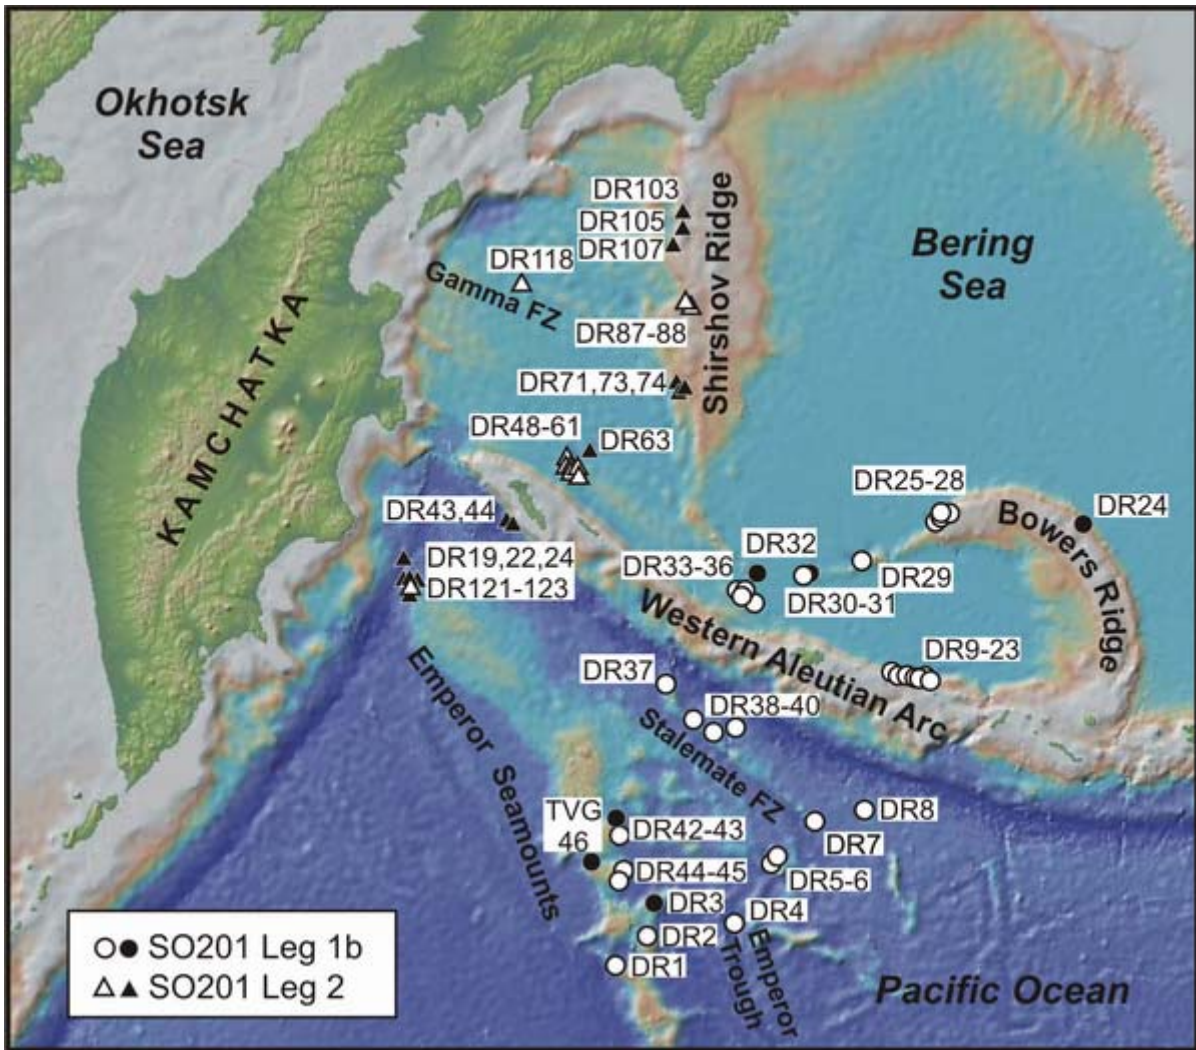 Okhotsk
Sea
DR103
DR105
DR107
Shirshov Ridge
Bering
Sea
DR118
Gamma FZ
DR87-88
KAMCHATKA
DR71,73,74
DR48-61
DR63
DR25-28
DR24
Bowers Ridge
DR43,44
DR32
DR33-36
DR29
DR19,22,24
DR121-123
DR30-31
Western Aleutian Arc
DR9-23
Emperor Seamounts
DR37
DR38-40
Stalemate FZ
TVG
46
DR42-43
DR8
DR7
DR44-45
DR5-6
DR3
DR4
DR2
DR1
Emperor
Trough
Pacific Ocean
SO201 Leg 1b
SO201 Leg 2